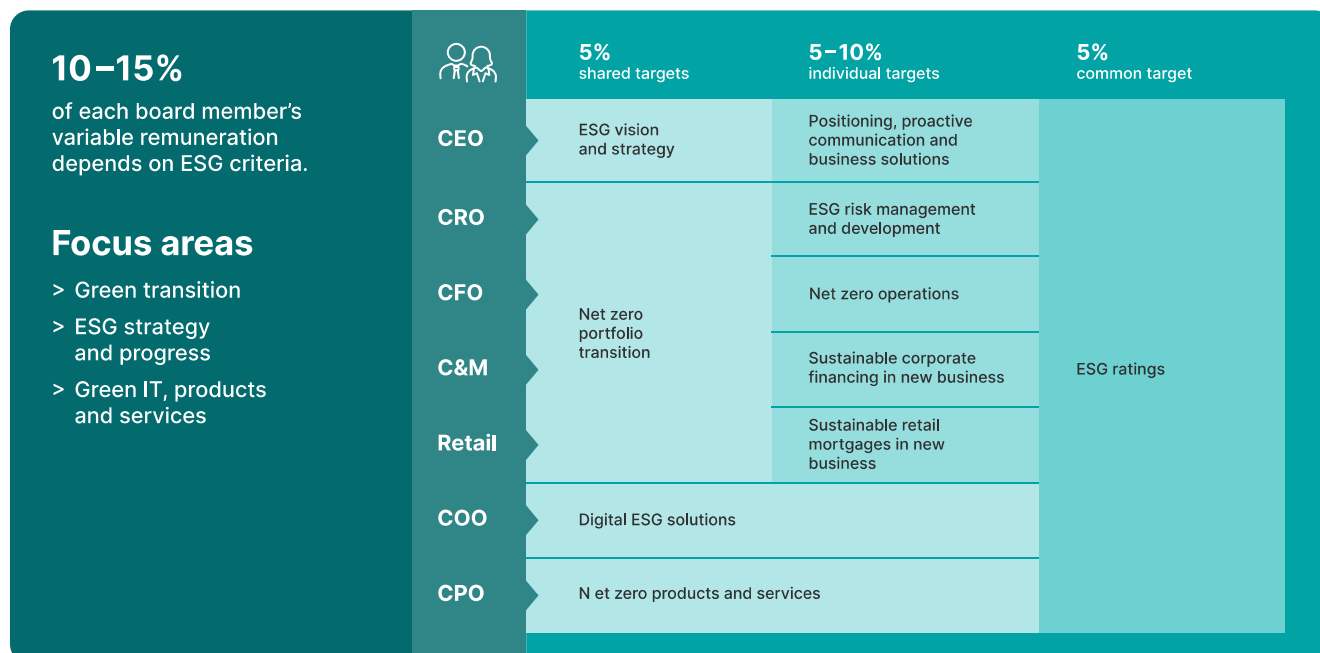 10–15%
of each board member’s
variable remuneration
depends on ESG criteria.
Focus areas
> Green transition
> ESG strategy
and progress
> Green IT, products
and services
5%
shared targets
5–10%
individual targets
5%
common target
CEO
ESG vision
and strategy
Positioning, proactive
communication and
business solutions
CRO
ESG risk management
and development
CFO
Net zero operations
Net zero
portfolio
transition
C&M
Sustainable corporate
financing in new business
ESG ratings
Retail
Sustainable retail
mortgages in new
business
COO
Digital ESG solutions
CPO
N et zero products and services